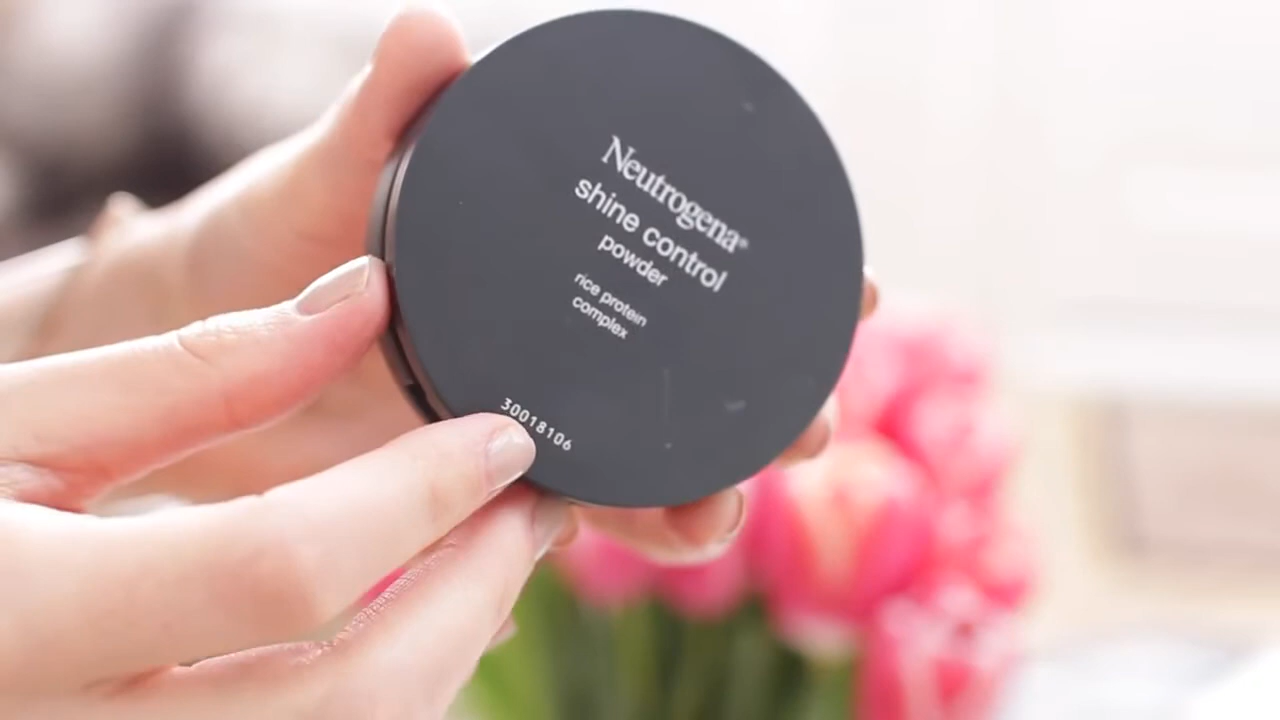 Neutrogena®
shine control
powder
rice protein
complex
30018106